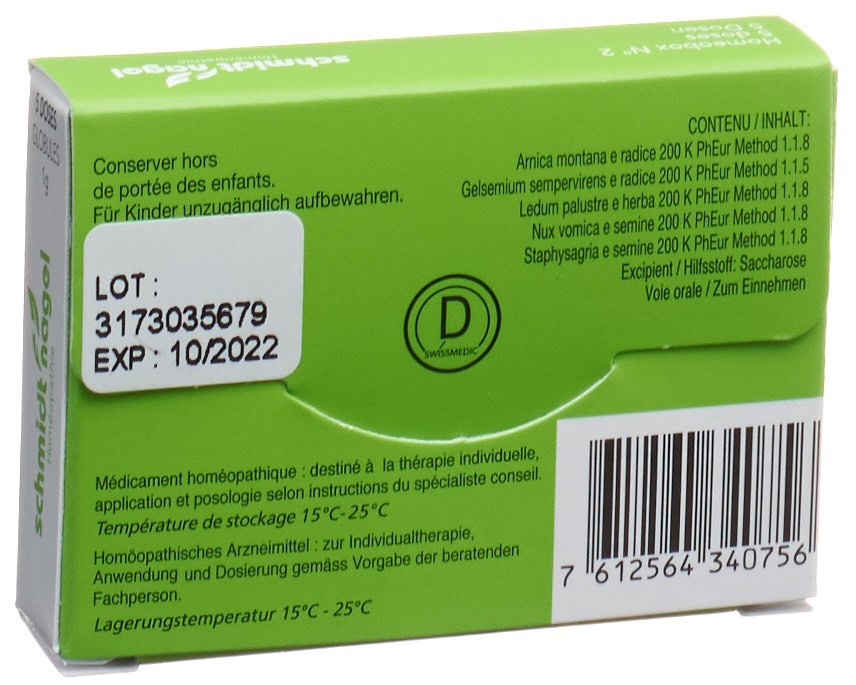 schmidt nagel
Homéopathie
Homeobox N° 2
5 doses
5 Dosen
5 DOSES
GLOBULES
1g
schmidt nagel
Homéopathie
Conserver hors
de portée des enfants.
Für Kinder unzugänglich aufbewahren.
CONTENU / INHALT:
Arnica montana e radice 200 K PhEur Method 1.1.8
Gelsemium sempervirens e radice 200 K PhEur Method 1.1.5
Ledum palustre e herba 200 K PhEur Method 1.1.8
Nux vomica e semine 200 K PhEur Method 1.1.8
Staphysagria e semine 200 K PhEur Method 1.1.8
Excipient / Hilfsstoff: Saccharose
Voie orale / Zum Einnehmen
LOT :
3173035679
EXP : 10/2022
D
SWISSMEDIC
Médicament homéopathique : destiné à la thérapie individuelle,
application et posologie selon instructions du spécialiste conseil.
Température de stockage 15°C-25°C
Homöopathisches Arzneimittel : zur Individualtherapie,
Anwendung und Dosierung gemäss Vorgabe der beratenden
Fachperson.
Lagerungstemperatur 15°C - 25°C
7 612564 340756